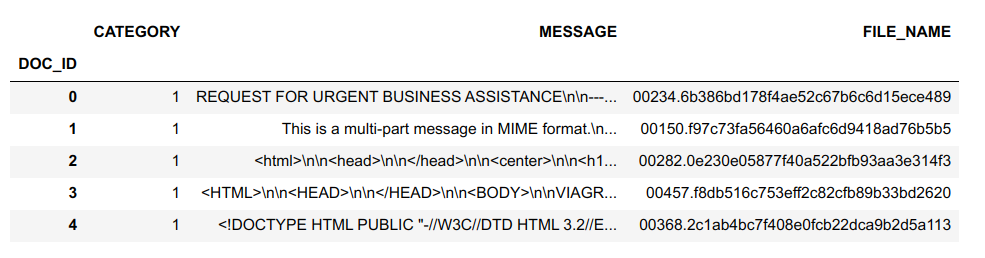 CATEGORY MESSAGE FILE_NAME
DOC_ID
0 1 REQUEST FOR URGENT BUSINESS ASSISTANCE\n\n---... 00234.6b386bd178f4ae52c67b6c6d15ece489
1 1 This is a multi-part message in MIME format.\n... 00150.f97c73fa56460a6afc6d9418ad76b5b5
2 1 <html>\n\n<head>\n\n</head>\n\n<center>\n\n<h1... 00282.0e230e05877f40a522bfb93aa3e314f3
3 1 <HTML>\n\n<HEAD>\n\n</HEAD>\n\n<BODY>\n\nVIAGR... 00457.f8db516c753eff2c82cfb89b33bd2620
4 1 <!DOCTYPE HTML PUBLIC "-//W3C//DTD HTML 3.2//E... 00368.2c1ab4bc7f408e0fcb22dca9b2d5a113